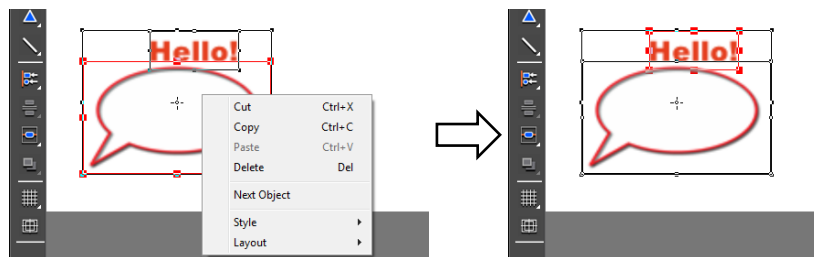 Hello!
Cut Ctrl+X
Copy Ctrl+C
Paste Ctrl+V
Delete Del
Next Object
Style
Layout
Hello!